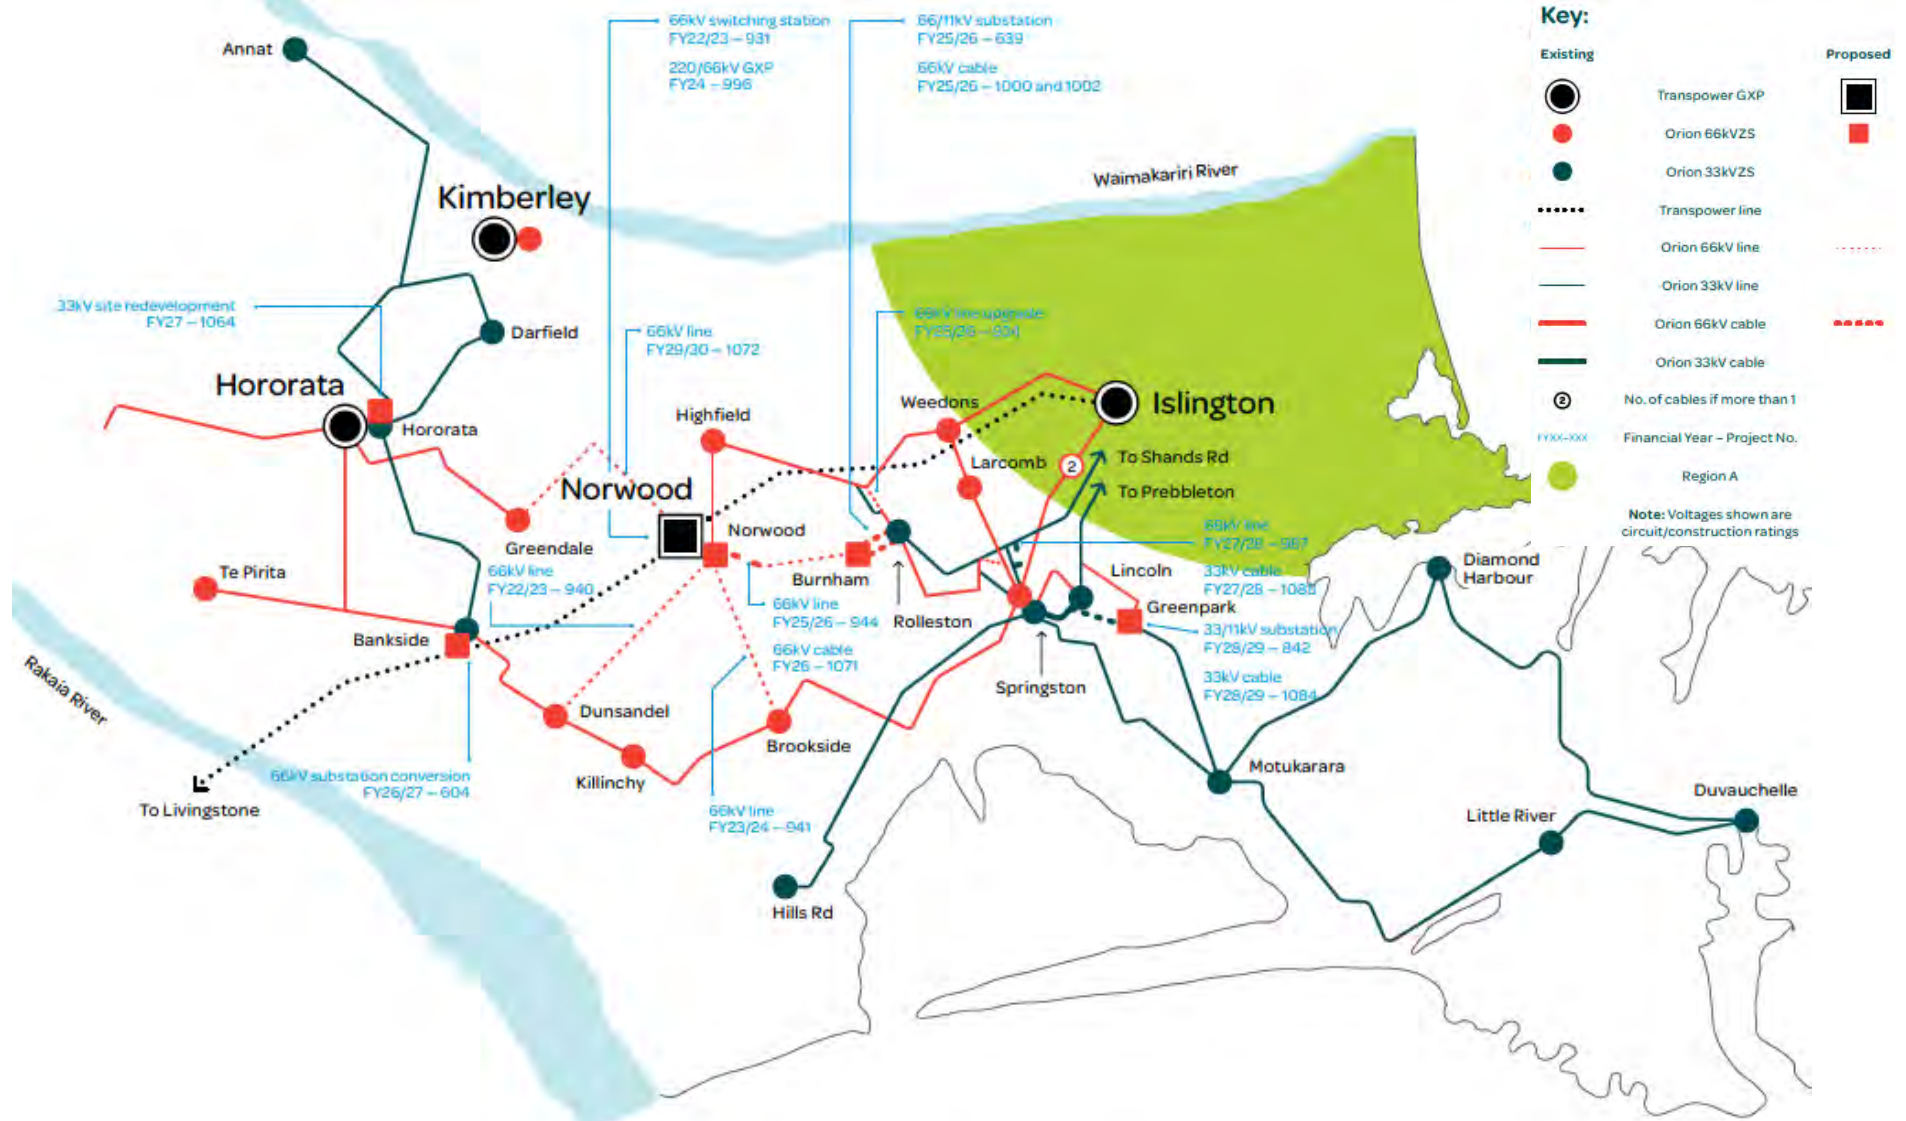 66kV switching station
FY22/23 – 931
220/66kV GXP
FY24 – 996
66/11kV substation
FY25/26 – 639
66kV cable
FY25/26 – 1000 and 1002
Key:
Existing
Proposed
Transpower GXP
Orion 66kVZS
Orion 33kVZS
Transpower line
Orion 66kV line
Orion 33kV line
Orion 66kV cable
Orion 33kV cable
2
No. of cables if more than 1
FYXX–XXX
Financial Year – Project No.
Region A
Note: Voltages shown are
circuit/construction ratings
Annat
Kimberley
Waimakariri River
33kV site redevelopment
FY27 – 1064
Darfield
66kV line
FY29/30 – 1072
66kV line upgrade
Hororata
Hororata
Highfield
Weedons
Islington
Larcomb
2
To Shands Rd
To Prebbleton
Norwood
Norwood
Greendale
66kV line
FY22/23 – 940
Burnham
66kV line
FY25/26 – 944
66kV cable
FY26 – 1071
Rolleston
66kV line
FY27/28 – 987
33kV cable
FY27/28 – 1085
Lincoln
Greenpark
33/11kV substation
FY28/29 – 842
33kV cable
FY28/29 – 1084
Diamond
Harbour
Te Pirita
Bankside
Rakaia River
Springston
Dunsandel
Brookside
Killinchy
66kV substation conversion
FY26/27 – 604
To Livingstone
66kV line
FY23/24 – 941
Motukarara
Little River
Duvauchelle
Hills Rd